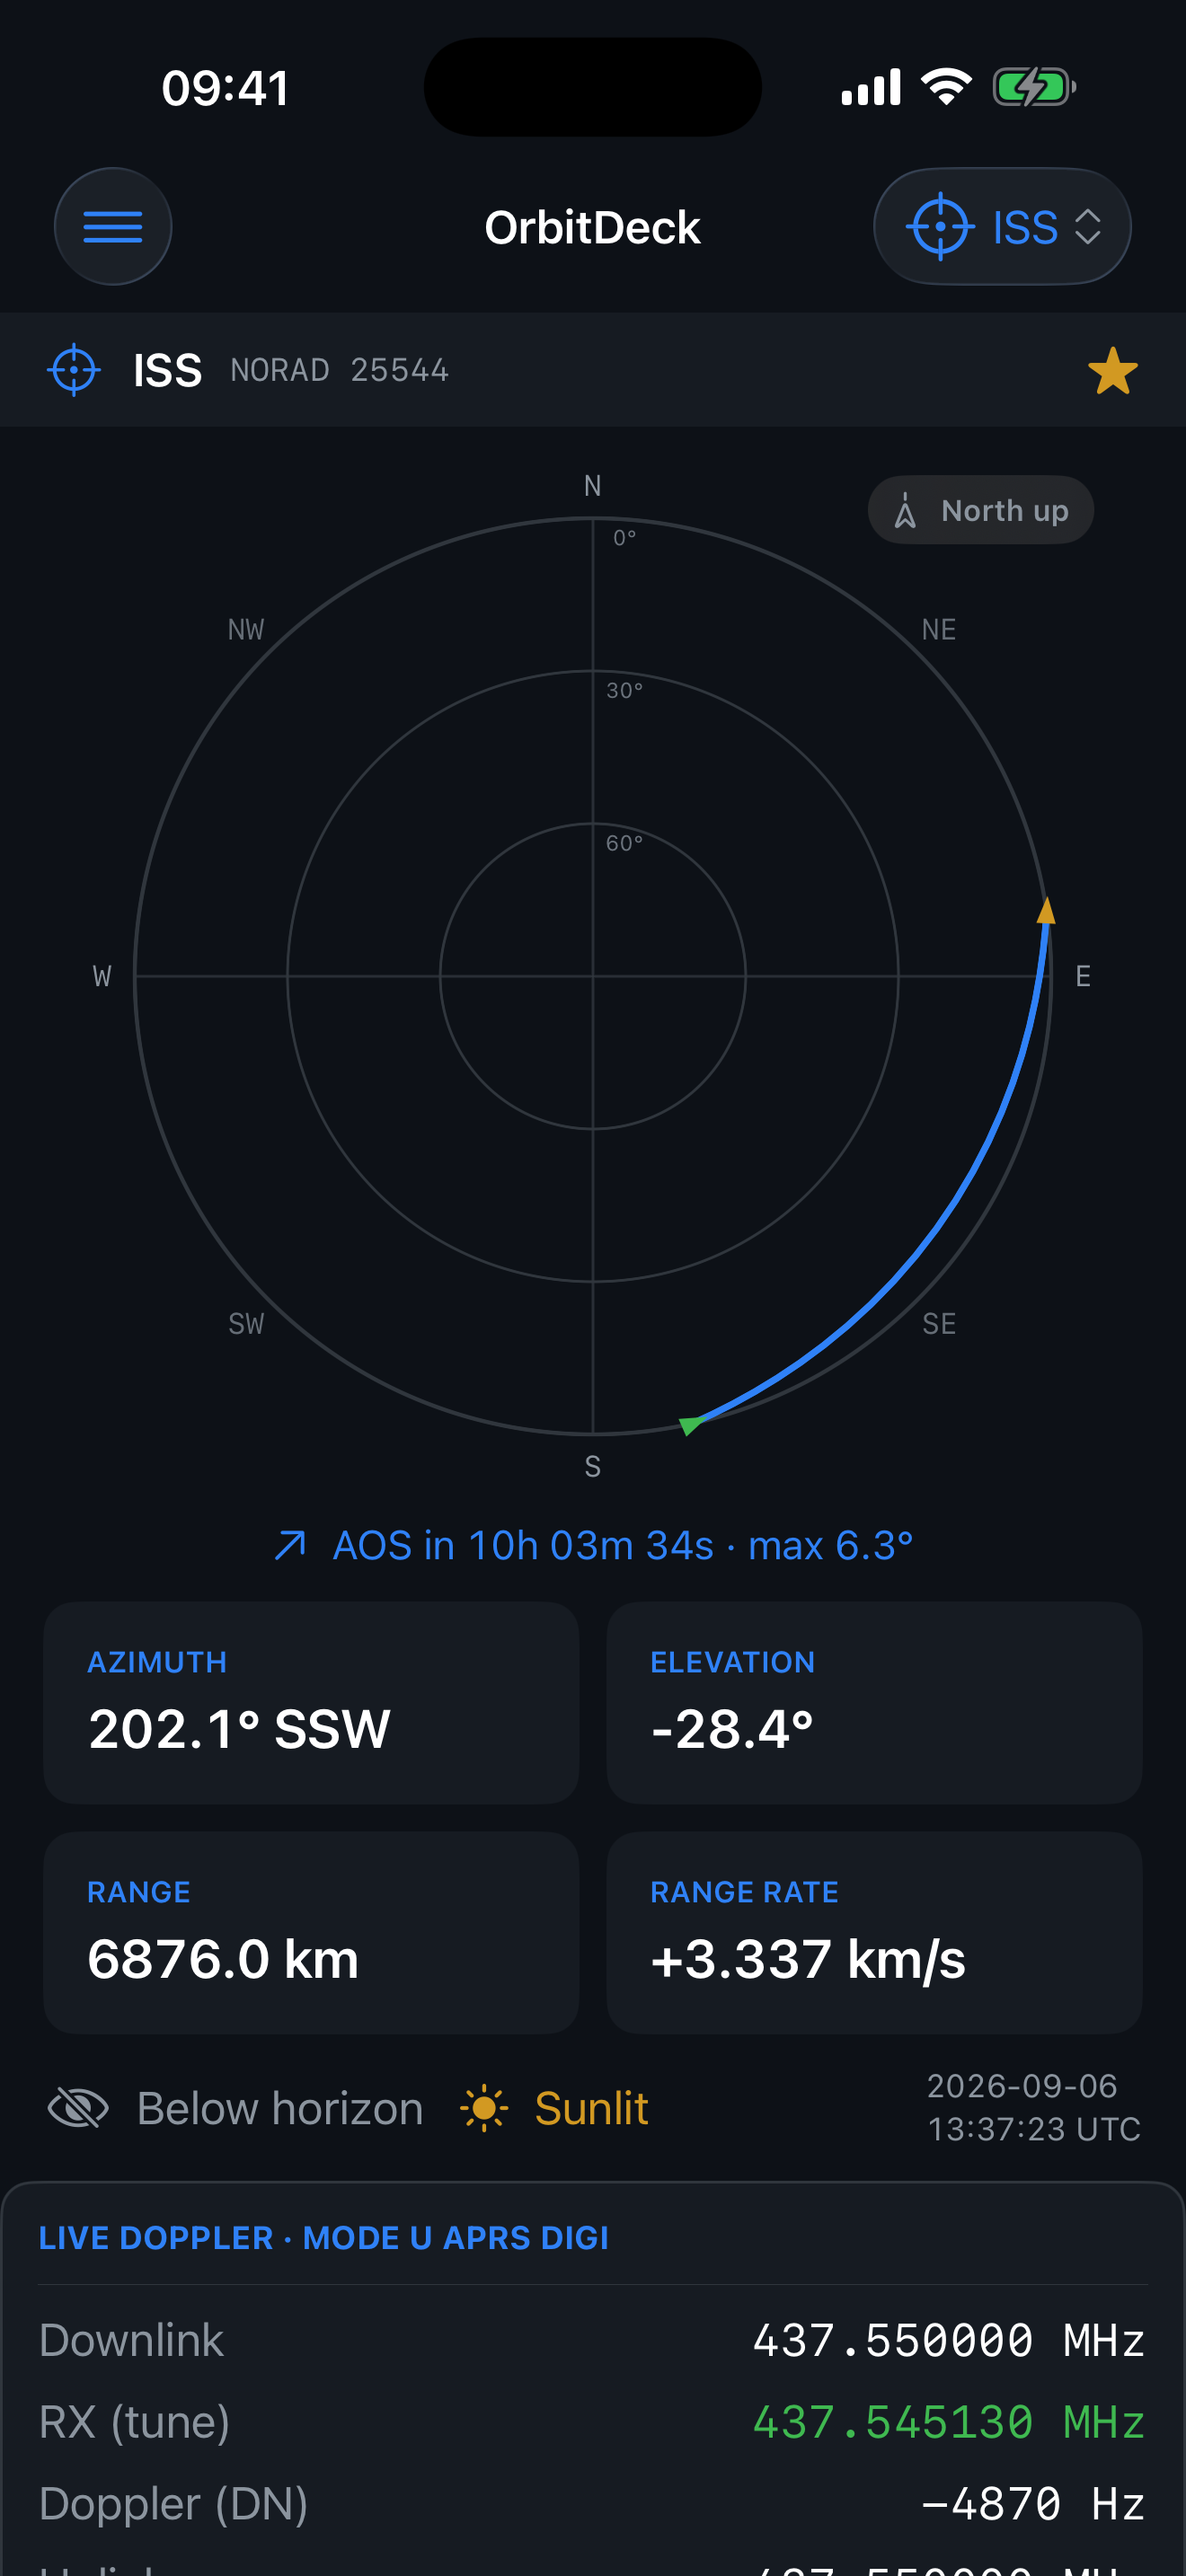 09:41
OrbitDeck
ISS
ISS NORAD 25544
N
North up
0°
NW
NE
30°
60°
W
E
SW
SE
S
AOS in 10h 03m 34s · max 6.3°
AZIMUTH
202.1° SSW
ELEVATION
-28.4°
RANGE
6876.0 km
RANGE RATE
+3.337 km/s
Below horizon
Sunlit
2026-09-06
13:37:23 UTC
LIVE DOPPLER · MODE U APRS DIGI
Downlink 437.550000 MHz
RX (tune) 437.545130 MHz
Doppler (DN) −4870 Hz